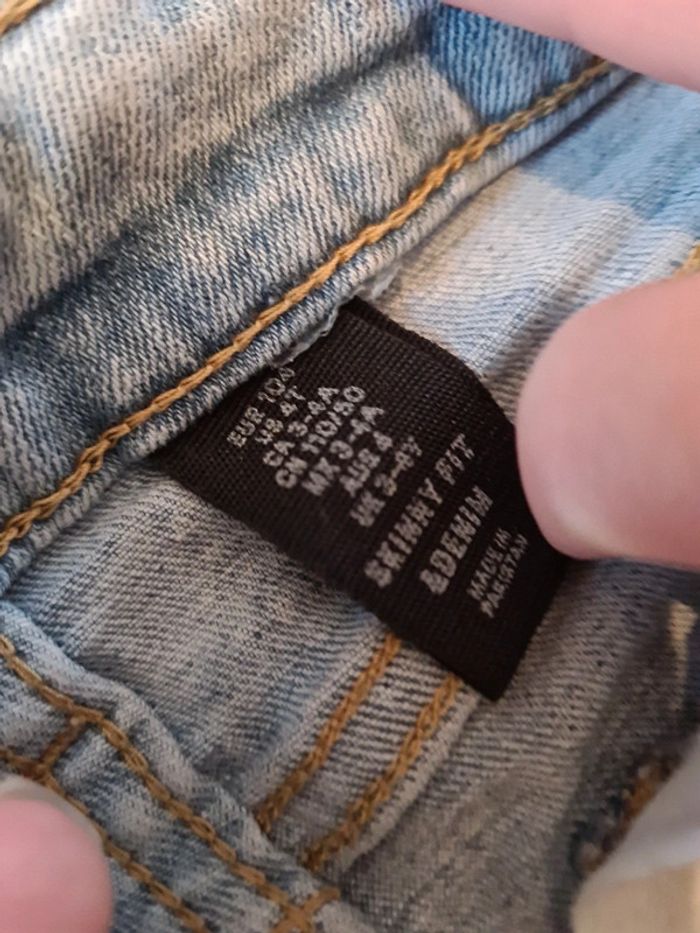 EUR 104
US 4T
CA 3-4A
CN 110/50
MX 3-4A
AUS 4
UK 3-4Y
SKINNY FIT
&DENIM
MADE IN
PAKISTAN